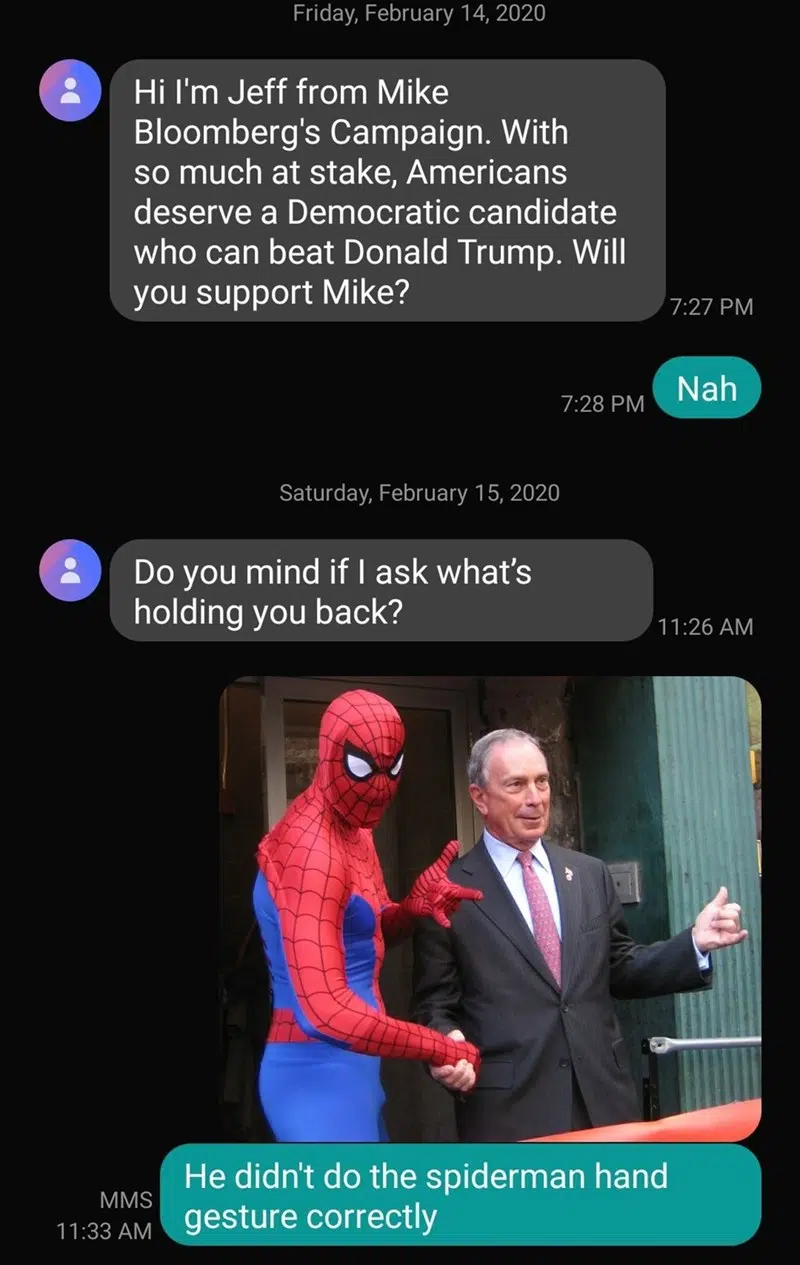 Friday, February 14, 2020
Hi I'm Jeff from Mike
Bloomberg's Campaign. With
so much at stake, Americans
deserve a Democratic candidate
who can beat Donald Trump. Will
you support Mike?
7:27 PM
Nah
7:28 PM
Saturday, February 15, 2020
Do you mind if I ask what’s
holding you back?
11:26 AM
He didn't do the spiderman hand
gesture correctly
MMS
11:33 AM